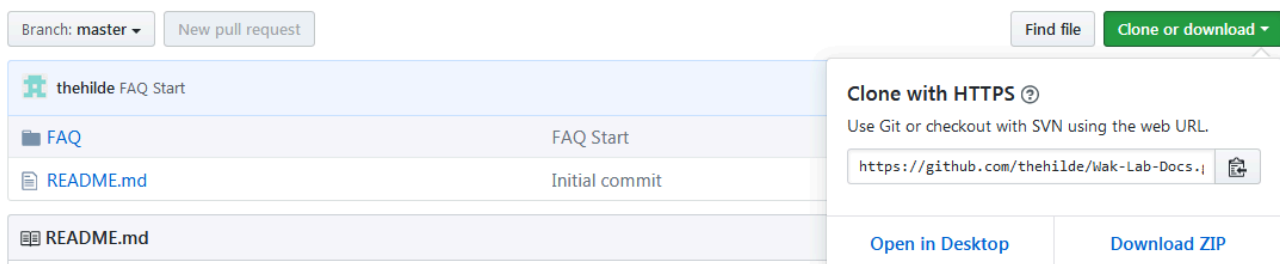 Branch: master New pull request Find file Clone or download
thehilde FAQ Start
FAQ FAQ Start
README.md Initial commit
README.md
Clone with HTTPS
Use Git or checkout with SVN using the web URL.
https://github.com/thehilde/Wak-Lab-Docs.
Open in Desktop Download ZIP